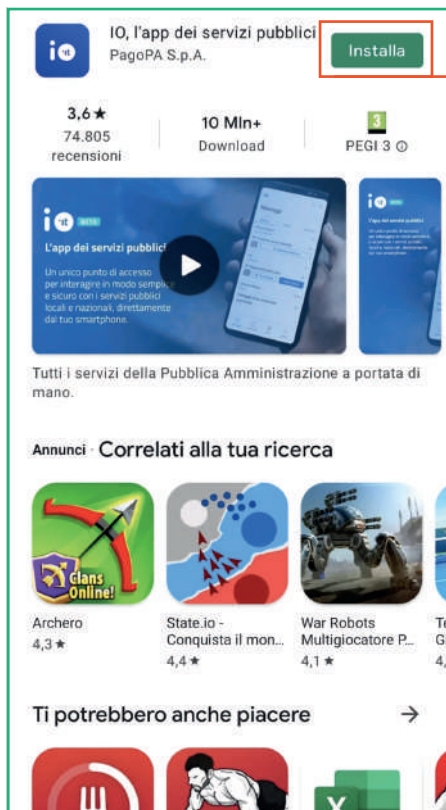 IO, l'app dei servizi pubblici
PagoPA S.p.A.
Installa
3,6★
74.805
recensioni
10 Mln+
Download
3
PEGI 3
io
L'app dei servizi pubblici
Un unico punto di accesso
per interagire in modo semplice
e sicuro con i servizi pubblici
locali e nazionali, direttamente
dal tuo smartphone.
Tutti i servizi della Pubblica Amministrazione a portata di
mano.
Annunci · Correlati alla tua ricerca
Clans
Online!
Archero
4,3★
State.io -
Conquista il mon...
4,4★
War Robots
Multigiocatore P...
4,1★
Ti potrebbero anche piacere
X